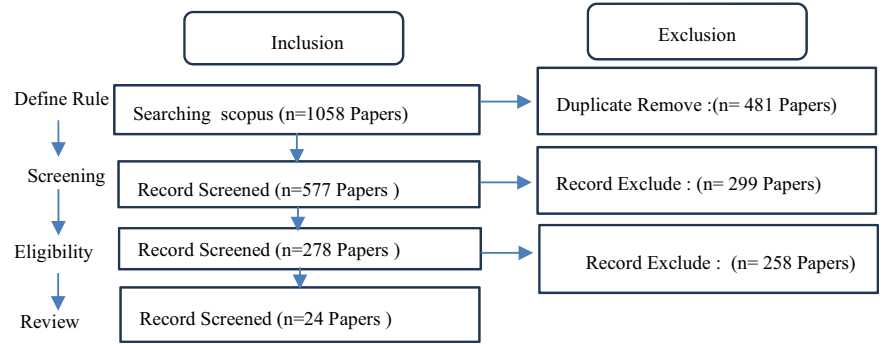 Inclusion
Exclusion
Define Rule
Searching scopus (n=1058 Papers)
Duplicate Remove :(n= 481 Papers)
Screening
Record Screened (n=577 Papers )
Record Exclude : (n= 299 Papers)
Eligibility
Record Screened (n=278 Papers )
Record Exclude : (n= 258 Papers)
Review
Record Screened (n=24 Papers )